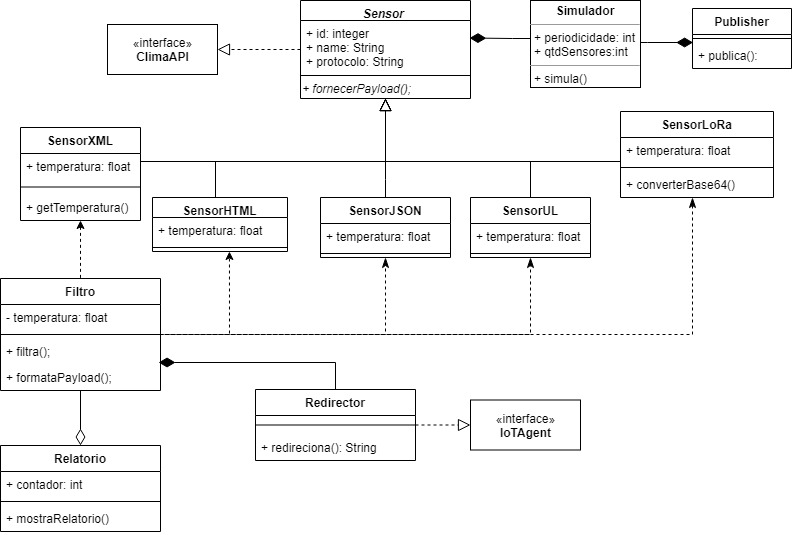 Sensor
+ id: integer
+ name: String
+ protocolo: String
+ fornecerPayload();
«interface»
ClimaAPI
Simulador
+ periodicidade: int
+ qtdSensores:int
+ simula()
Publisher
+ publica():
SensorXML
+ temperatura: float
+ getTemperatura()
SensorHTML
+ temperatura: float
SensorJSON
+ temperatura: float
SensorUL
+ temperatura: float
SensorLoRa
+ temperatura: float
+ converterBase64()
Filtro
- temperatura: float
+ filtra();
+ formataPayload();
Redirector
+ redireciona(): String
«interface»
IoTAgent
Relatorio
+ contador: int
+ mostraRelatorio()